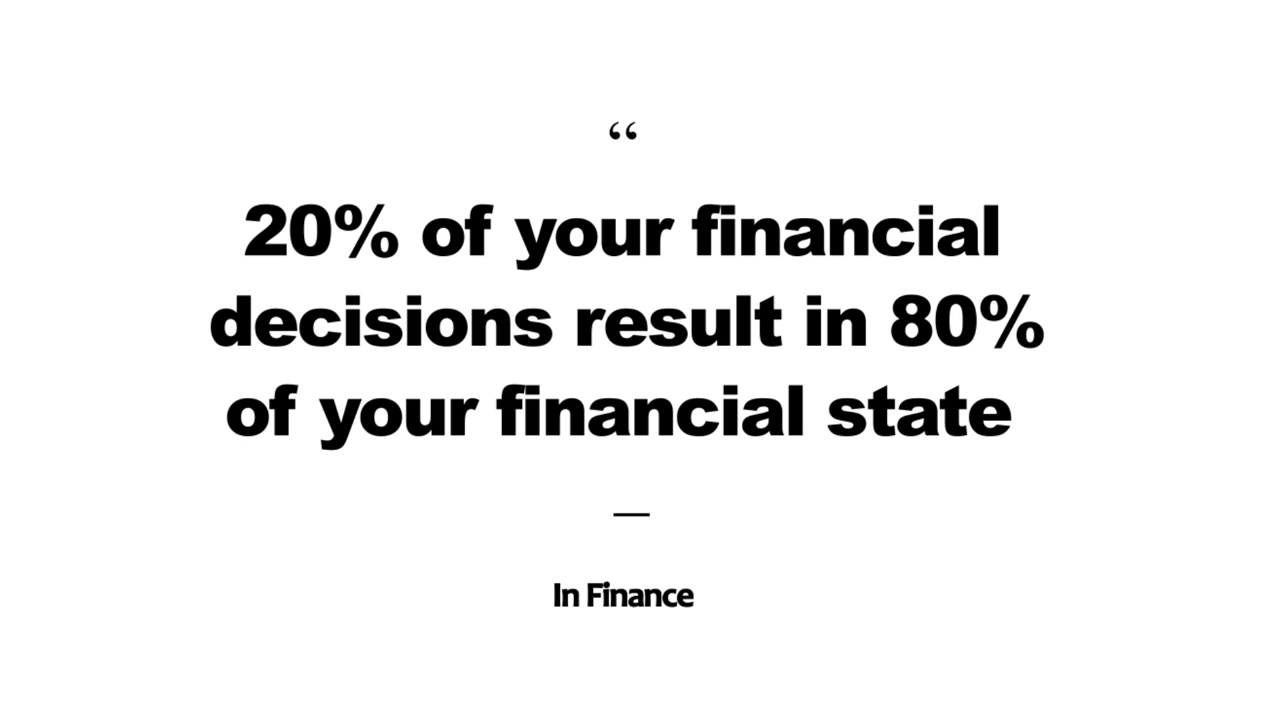 “
20% of your financial
decisions result in 80%
of your financial state
—
In Finance